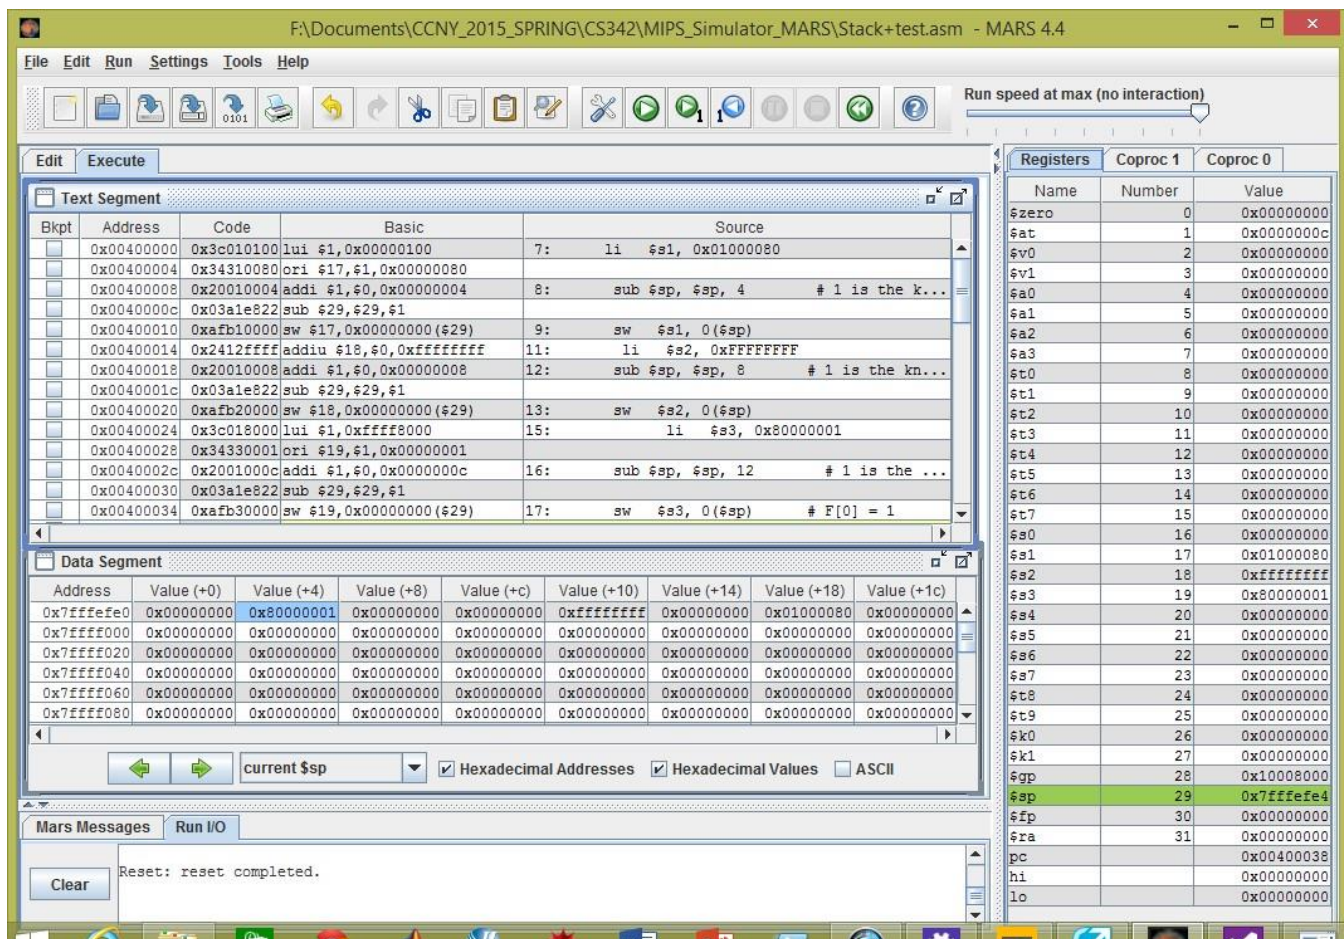 F:\Documents\CCNY_2015_SPRING\CS342\MIPS_Simulator_MARS\Stack+test.asm - MARS 4.4
File Edit Run Settings Tools Help
0101
1
1
Run speed at max (no interaction)
Edit Execute
Text Segment
Bkpt Address Code Basic Source
0x00400000 0x3c010100 lui $1,0x00000100 7: li $s1, 0x01000080
0x00400004 0x34310080 ori $17,$1,0x00000080
0x00400008 0x20010004 addi $1,$0,0x00000004 8: sub $sp, $sp, 4 # 1 is the k...
0x0040000c 0x03a1e822 sub $29,$29,$1
0x00400010 0xafb10000 sw $17,0x00000000($29) 9: sw $s1, 0($sp)
0x00400014 0x2412ffff addiu $18,$0,0xffffffff 11: li $s2, 0xFFFFFFFF
0x00400018 0x20010008 addi $1,$0,0x00000008 12: sub $sp, $sp, 8 # 1 is the kn...
0x0040001c 0x03a1e822 sub $29,$29,$1
0x00400020 0xafb20000 sw $18,0x00000000($29) 13: sw $s2, 0($sp)
0x00400024 0x3c018000 lui $1,0xffff8000 15: li $s3, 0x80000001
0x00400028 0x34330001 ori $19,$1,0x00000001
0x0040002c 0x2001000c addi $1,$0,0x0000000c 16: sub $sp, $sp, 12 # 1 is the ...
0x00400030 0x03a1e822 sub $29,$29,$1
0x00400034 0xafb30000 sw $19,0x00000000($29) 17: sw $s3, 0($sp) # F[0] = 1
Data Segment
Address Value (+0) Value (+4) Value (+8) Value (+c) Value (+10) Value (+14) Value (+18) Value (+1c)
0x7fffefe0 0x00000000 0x80000001 0x00000000 0x00000000 0xffffffff 0x00000000 0x01000080 0x00000000
0x7ffff000 0x00000000 0x00000000 0x00000000 0x00000000 0x00000000 0x00000000 0x00000000 0x00000000
0x7ffff020 0x00000000 0x00000000 0x00000000 0x00000000 0x00000000 0x00000000 0x00000000 0x00000000
0x7ffff040 0x00000000 0x00000000 0x00000000 0x00000000 0x00000000 0x00000000 0x00000000 0x00000000
0x7ffff060 0x00000000 0x00000000 0x00000000 0x00000000 0x00000000 0x00000000 0x00000000 0x00000000
0x7ffff080 0x00000000 0x00000000 0x00000000 0x00000000 0x00000000 0x00000000 0x00000000 0x00000000
current $sp Hexadecimal Addresses Hexadecimal Values ASCII
Mars Messages Run I/O
Clear
Reset: reset completed.
Registers Coproc 1 Coproc 0
Name Number Value
$zero 0 0x00000000
$at 1 0x0000000c
$v0 2 0x00000000
$v1 3 0x00000000
$a0 4 0x00000000
$a1 5 0x00000000
$a2 6 0x00000000
$a3 7 0x00000000
$t0 8 0x00000000
$t1 9 0x00000000
$t2 10 0x00000000
$t3 11 0x00000000
$t4 12 0x00000000
$t5 13 0x00000000
$t6 14 0x00000000
$t7 15 0x00000000
$s0 16 0x00000000
$s1 17 0x01000080
$s2 18 0xffffffff
$s3 19 0x80000001
$s4 20 0x00000000
$s5 21 0x00000000
$s6 22 0x00000000
$s7 23 0x00000000
$t8 24 0x00000000
$t9 25 0x00000000
$k0 26 0x00000000
$k1 27 0x00000000
$gp 28 0x10008000
$sp 29 0x7fffefe4
$fp 30 0x00000000
$ra 31 0x00000000
pc 0x00400038
hi 0x00000000
lo 0x00000000